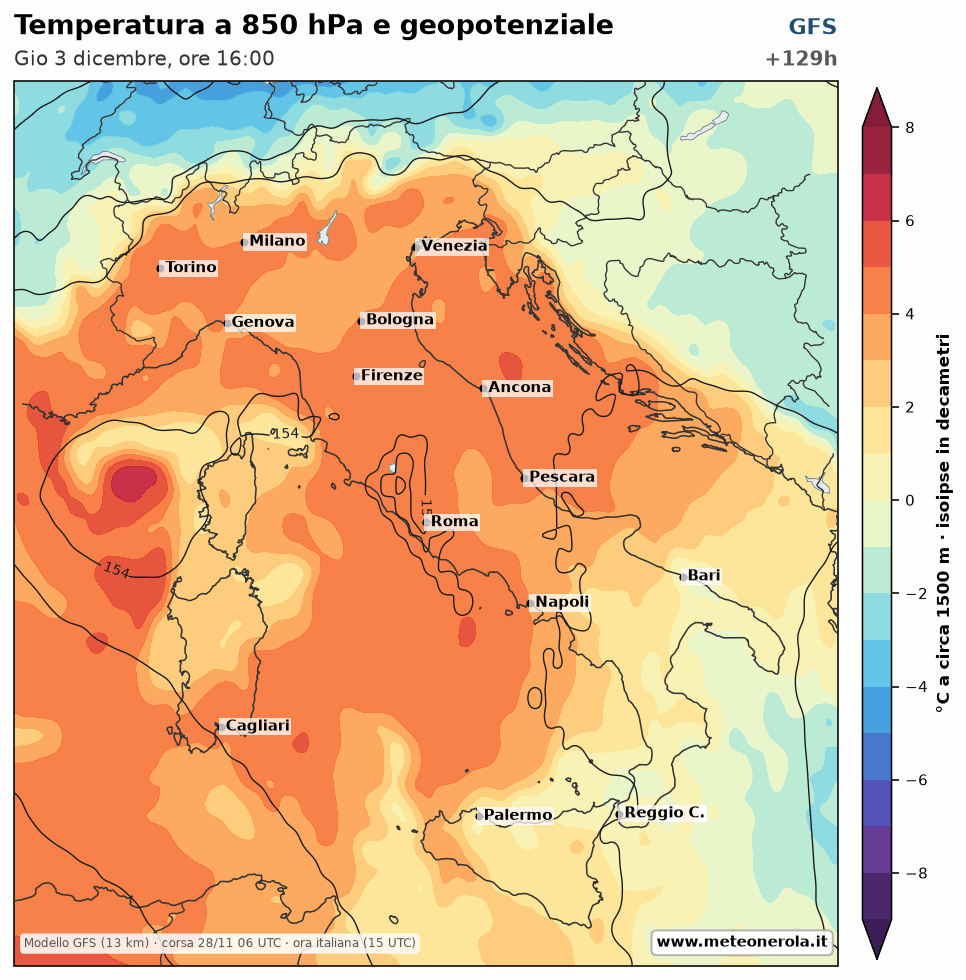 Temperatura a 850 hPa e geopotenziale
GFS
Gio 3 dicembre, ore 16:00
+129h
Milano
Venezia
Torino
Genova
Bologna
Firenze
Ancona
154
Pescara
15
Roma
154
Bari
Napoli
Cagliari
Palermo
Reggio C.
8
6
4
2
0
−2
−4
−6
−8
°C a circa 1500 m · isoipse in decametri
Modello GFS (13 km) · corsa 28/11 06 UTC · ora italiana (15 UTC)
www.meteonerola.it